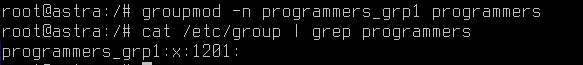 root@astra:/# groupmod -n programmers_grp1 programmers
root@astra:/# cat /etc/group | grep programmers
programmers_grp1:x:1201: